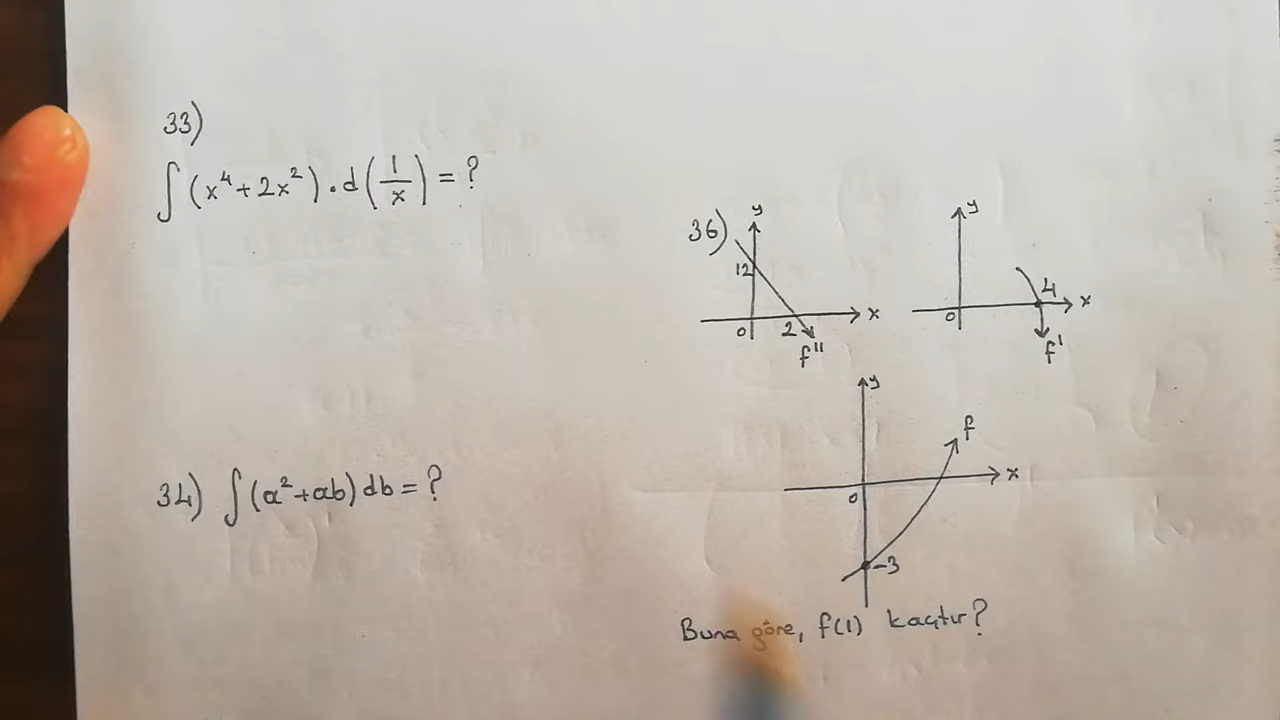 33)
∫(x⁴+2x²)·d(1/x)=?
34) ∫(a²+ab)db=?
36)
y
12
0
2
x
f''
y
0
4
x
f'
y
f
x
0
-3
Buna göre, f(1) kaçtır?